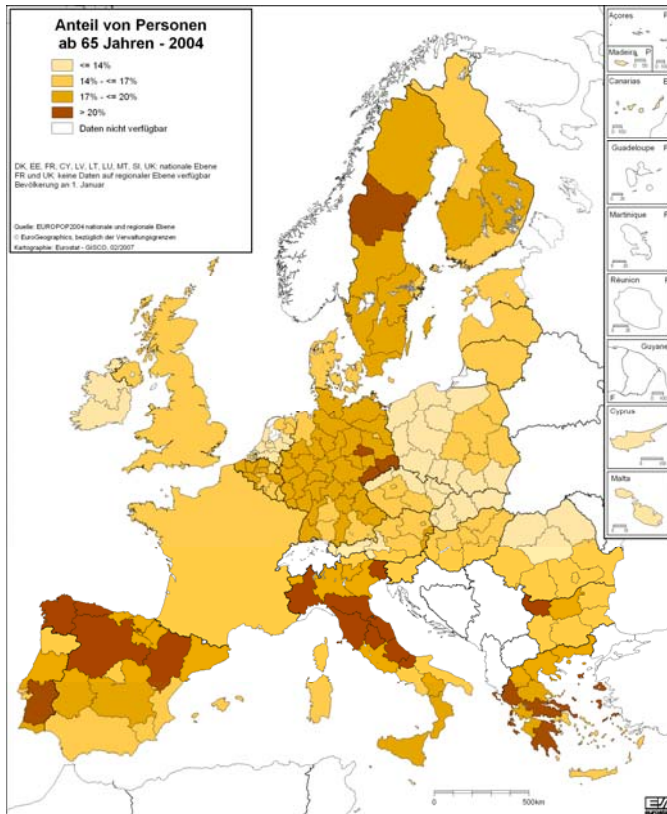 Anteil von Personen
ab 65 Jahren - 2004
<= 14%
14% - <= 17%
17% - <= 20%
> 20%
Daten nicht verfügbar
DK, EE, FR, CY, LV, LT, LU, MT, SI, UK: nationale Ebene
FR und UK: keine Daten auf regionaler Ebene verfügbar
Bevölkerung an 1. Januar
Quelle: EUROPOP2004 nationale und regionale Ebene
© EuroGeographics, bezüglich der Verwaltungsgrenzen
Kartographie: Eurostat - GISCO, 02/2007
Açores P
Madeira P
Canarias E
Guadeloupe F
Martinique F
Réunion F
Guyane
F
Cyprus
Malta
0 500km